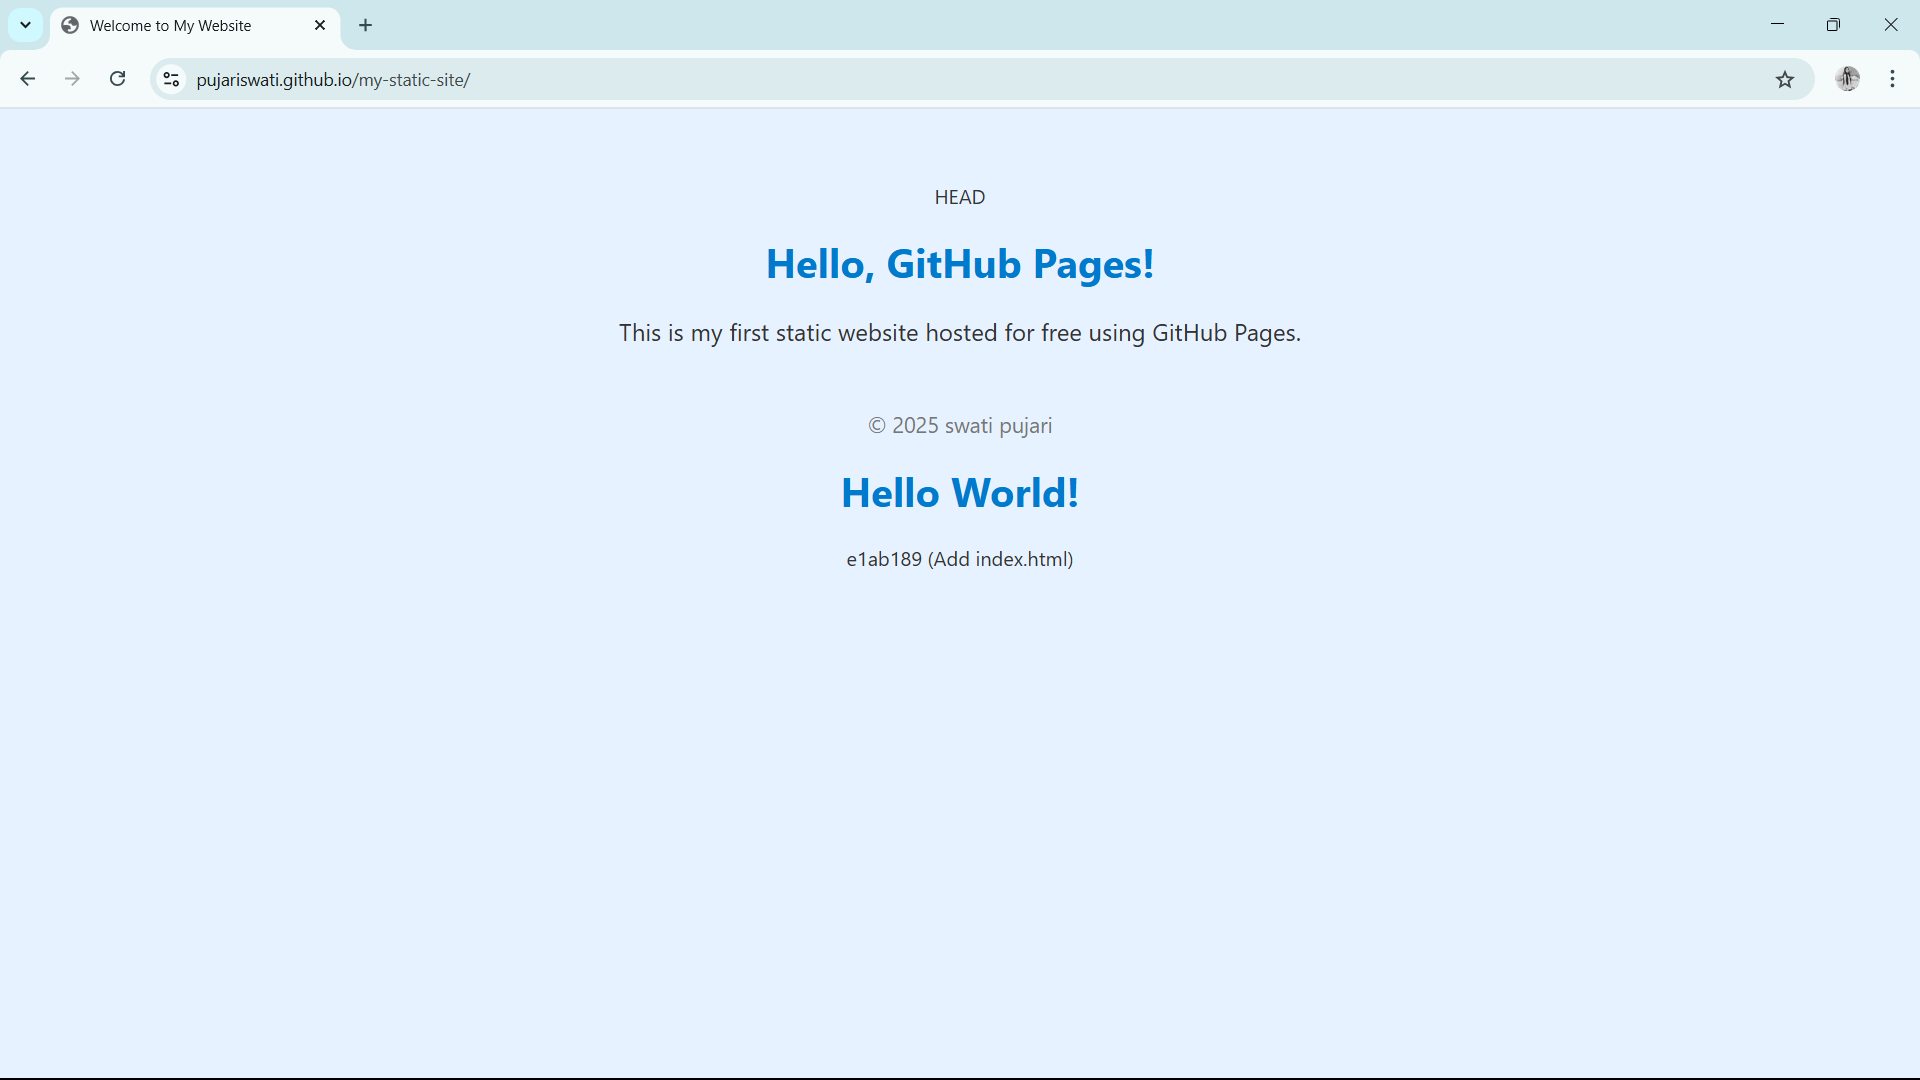 Welcome to My Website
pujariswati.github.io/my-static-site/
HEAD
Hello, GitHub Pages!
This is my first static website hosted for free using GitHub Pages.
© 2025 swati pujari
Hello World!
e1ab189 (Add index.html)